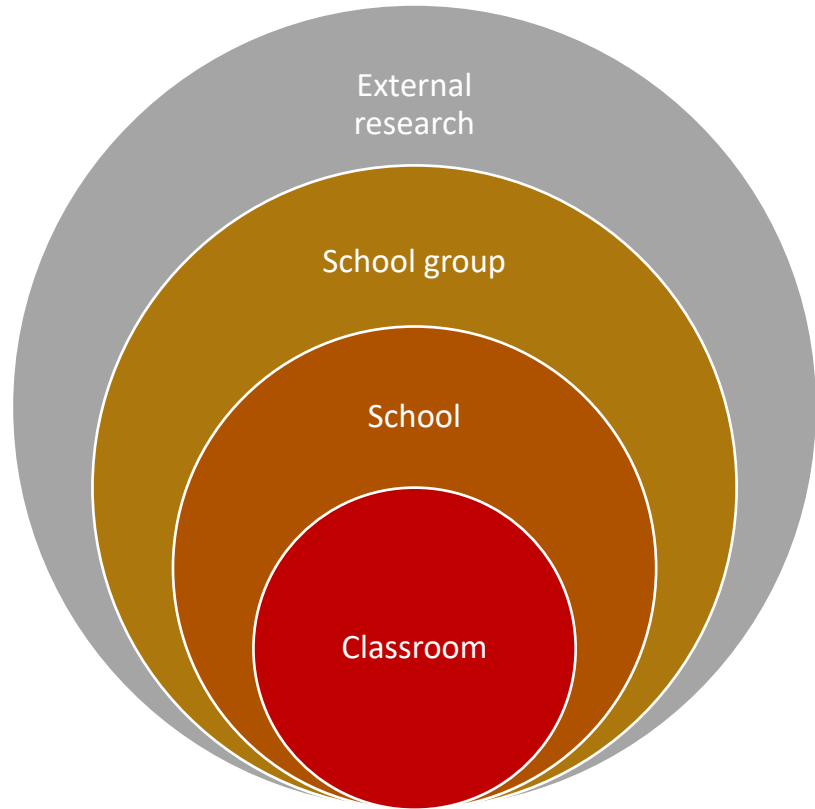 External
research
School group
School
Classroom